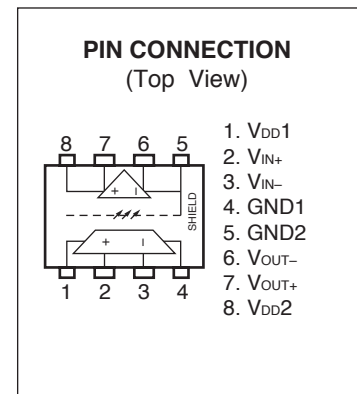 PIN CONNECTION
(Top View)
8 7 6 5
+ –
SHIELD
+ –
1 2 3 4
1. VDD1
2. VIN+
3. VIN–
4. GND1
5. GND2
6. VOUT–
7. VOUT+
8. VDD2